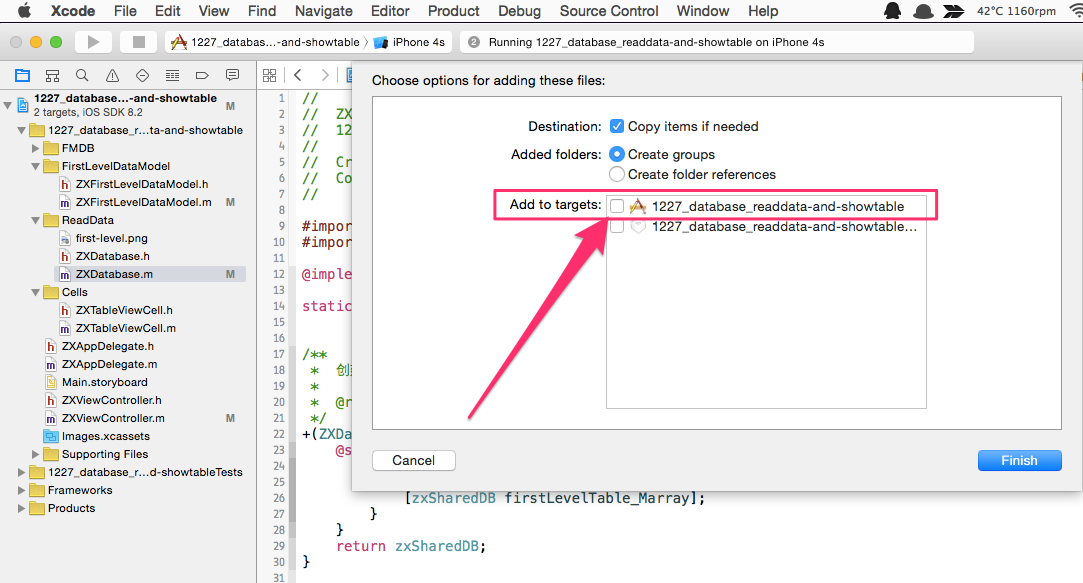 Xcode File Edit View Find Navigate Editor Product Debug Source Control Window Help 42°C 1160rpm
1227_databas...-and-showtable iPhone 4s 2 Running 1227_database_readdata-and-showtable on iPhone 4s
1227_database...-and-showtable M
2 targets, iOS SDK 8.2
1227_database_r...ta-and-showtable
FMDB
FirstLevelDataModel
h ZXFirstLevelDataModel.h
m ZXFirstLevelDataModel.m M
ReadData
first-level.png
h ZXDatabase.h
m ZXDatabase.m M
Cells
h ZXTableViewCell.h
m ZXTableViewCell.m
h ZXAppDelegate.h
m ZXAppDelegate.m
Main.storyboard
h ZXViewController.h
m ZXViewController.m M
Images.xcassets
Supporting Files
1227_database_r...d-showtableTests
Frameworks
Products
1 //
2 // ZX
3 // 12
4 //
5 // Cr
6 // Co
7 //
8
9 #impor
10 #impor
11
12 @imple
13
14 static
15
16
17 /**
18 * 创
19 *
20 * @r
21 */
22 +(ZXDa
23 @s
24
25
26 [zxSharedDB firstLevelTable_Marray];
27 }
28 }
29 return zxSharedDB;
30 }
31
Choose options for adding these files:
Destination: Copy items if needed
Added folders: Create groups
Create folder references
Add to targets: 1227_database_readdata-and-showtable
1227_database_readdata-and-showtable...
Cancel Finish